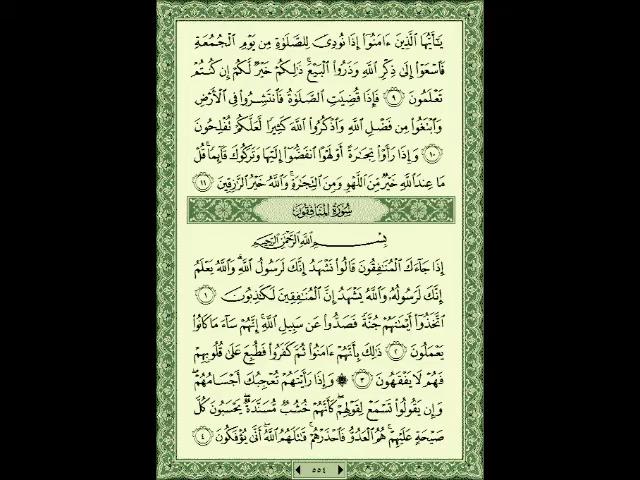 يَـٰٓأَيُّهَا ٱلَّذِينَ ءَامَنُوٓا۟ إِذَا نُودِىَ لِلصَّلَوٰةِ مِن يَوْمِ ٱلْجُمُعَةِ
فَٱسْعَوْا۟ إِلَىٰ ذِكْرِ ٱللَّهِ وَذَرُوا۟ ٱلْبَيْعَ ۚ ذَٰلِكُمْ خَيْرٌ لَّكُمْ إِن كُنتُمْ
تَعْلَمُونَ ٩ فَإِذَا قُضِيَتِ ٱلصَّلَوٰةُ فَٱنتَشِرُوا۟ فِى ٱلْأَرْضِ
وَٱبْتَغُوا۟ مِن فَضْلِ ٱللَّهِ وَٱذْكُرُوا۟ ٱللَّهَ كَثِيرًا لَّعَلَّكُمْ تُفْلِحُونَ
١٠ وَإِذَا رَأَوْا۟ تِجَـٰرَةً أَوْ لَهْوًا ٱنفَضُّوٓا۟ إِلَيْهَا وَتَرَكُوكَ قَآئِمًا ۚ قُلْ
مَا عِندَ ٱللَّهِ خَيْرٌ مِّنَ ٱللَّهْوِ وَمِنَ ٱلتِّجَـٰرَةِ ۚ وَٱللَّهُ خَيْرُ ٱلرَّٰزِقِينَ ١١
سُورَةُ المُنَافِقُونَ
بِسْمِ ٱللَّهِ ٱلرَّحْمَـٰنِ ٱلرَّحِيمِ
إِذَا جَآءَكَ ٱلْمُنَـٰفِقُونَ قَالُوا۟ نَشْهَدُ إِنَّكَ لَرَسُولُ ٱللَّهِ ۗ وَٱللَّهُ يَعْلَمُ
إِنَّكَ لَرَسُولُهُۥ وَٱللَّهُ يَشْهَدُ إِنَّ ٱلْمُنَـٰفِقِينَ لَكَـٰذِبُونَ ١
ٱتَّخَذُوٓا۟ أَيْمَـٰنَهُمْ جُنَّةً فَصَدُّوا۟ عَن سَبِيلِ ٱللَّهِ ۚ إِنَّهُمْ سَآءَ مَا كَانُوا۟
يَعْمَلُونَ ٢ ذَٰلِكَ بِأَنَّهُمْ ءَامَنُوا۟ ثُمَّ كَفَرُوا۟ فَطُبِعَ عَلَىٰ قُلُوبِهِمْ
فَهُمْ لَا يَفْقَهُونَ ٣ ۞ وَإِذَا رَأَيْتَهُمْ تُعْجِبُكَ أَجْسَامُهُمْ ۖ
وَإِن يَقُولُوا۟ تَسْمَعْ لِقَوْلِهِمْ ۖ كَأَنَّهُمْ خُشُبٌ مُّسَنَّدَةٌ ۖ يَحْسَبُونَ كُلَّ
صَيْحَةٍ عَلَيْهِمْ ۚ هُمُ ٱلْعَدُوُّ فَٱحْذَرْهُمْ ۚ قَـٰتَلَهُمُ ٱللَّهُ ۖ أَنَّىٰ يُؤْفَكُونَ ٤
٥٥٤